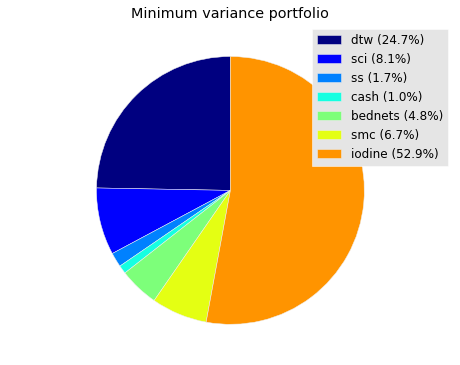 Minimum variance portfolio
dtw (24.7%)
sci (8.1%)
ss (1.7%)
cash (1.0%)
bednets (4.8%)
smc (6.7%)
iodine (52.9%)